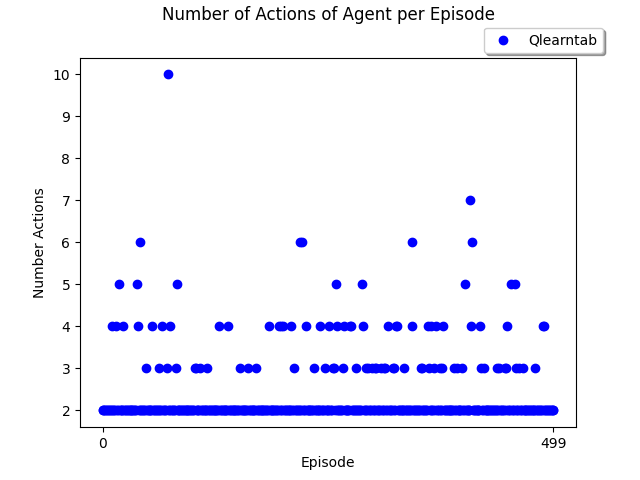 Number of Actions of Agent per Episode
Qlearntab
10
9
8
7
6
5
4
3
2
Number Actions
0 499
Episode